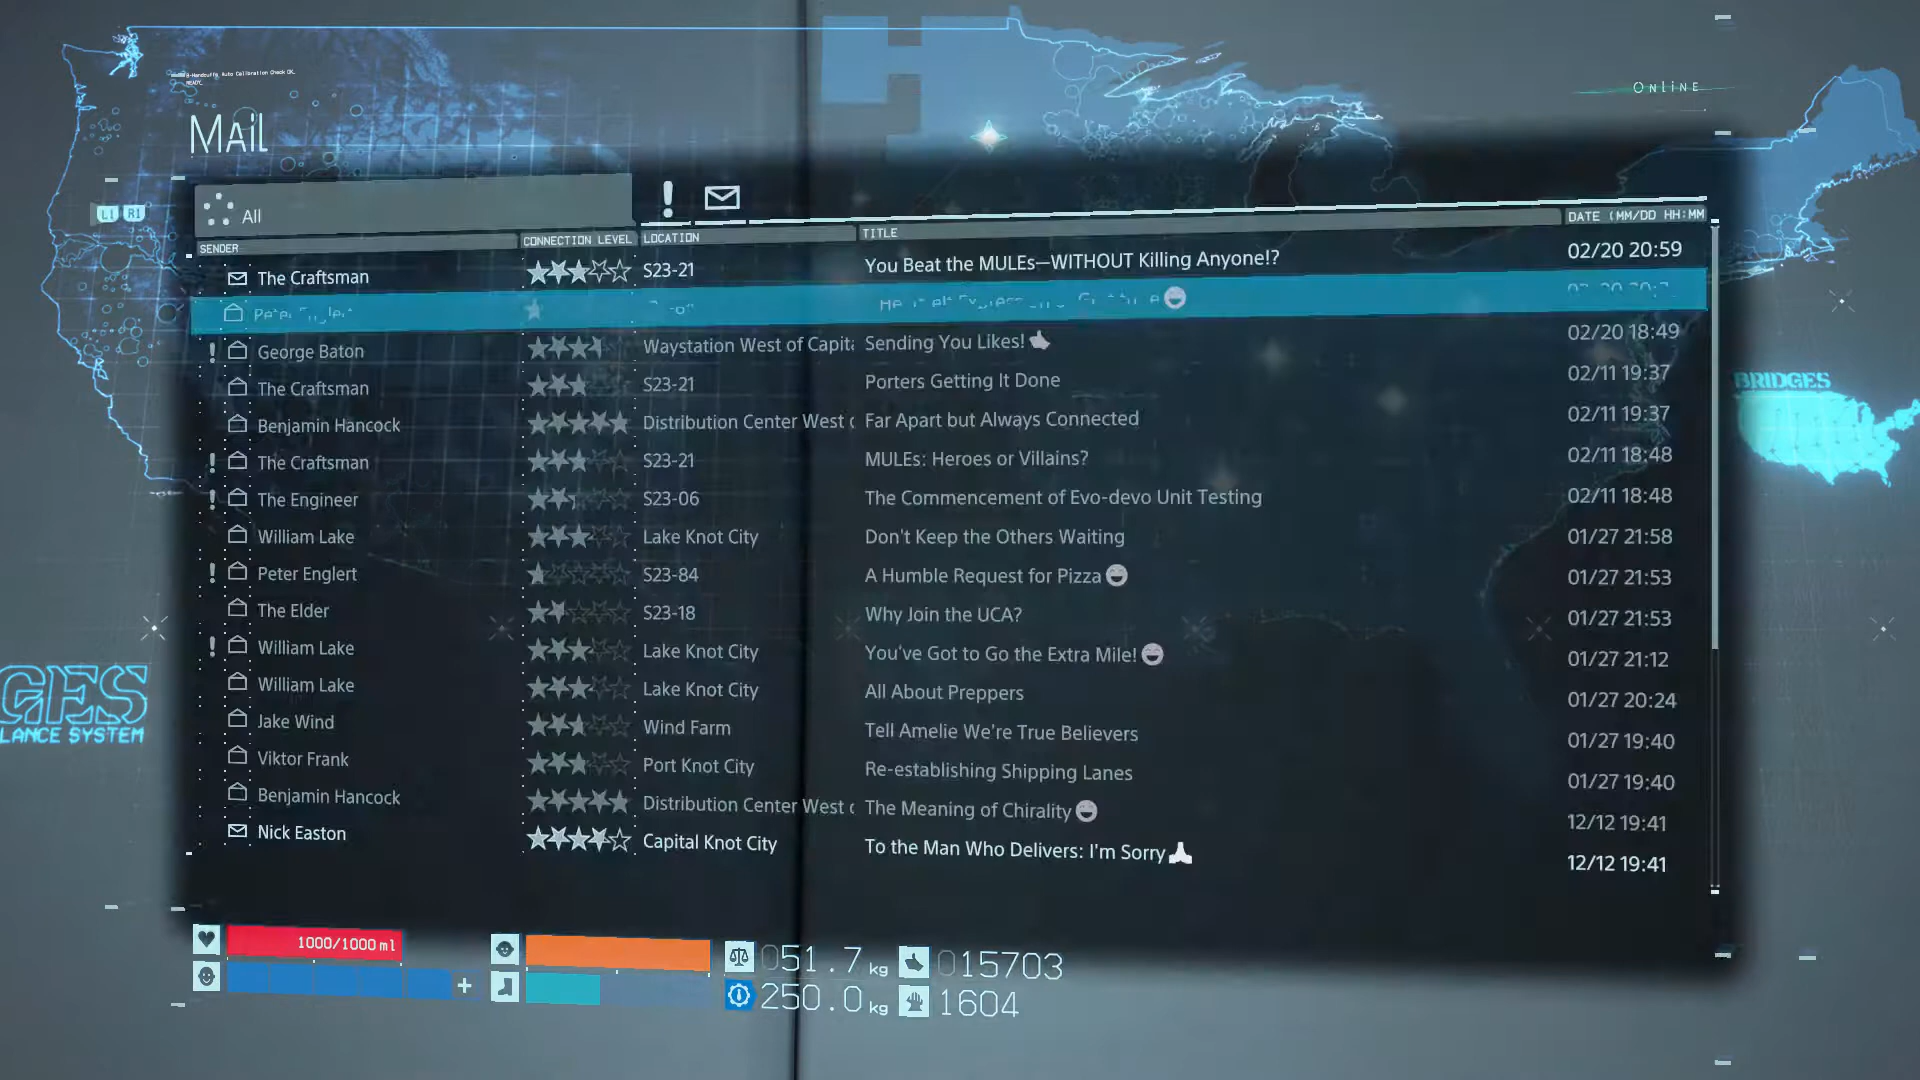 B-Handcuffs Auto Calibration Check OK.
READY.
Online
Mail
L1 R1
All
SENDER CONNECTION LEVEL LOCATION TITLE DATE (MM/DD HH:MM
The Craftsman S23-21 You Beat the MULEs—WITHOUT Killing Anyone!? 02/20 20:59
Peter Englert
George Baton Waystation West of Capit Sending You Likes! 02/20 18:49
The Craftsman S23-21 Porters Getting It Done 02/11 19:37
Benjamin Hancock Distribution Center West Far Apart but Always Connected 02/11 19:37
The Craftsman S23-21 MULEs: Heroes or Villains? 02/11 18:48
The Engineer S23-06 The Commencement of Evo-devo Unit Testing 02/11 18:48
William Lake Lake Knot City Don't Keep the Others Waiting 01/27 21:58
Peter Englert S23-84 A Humble Request for Pizza 01/27 21:53
The Elder S23-18 Why Join the UCA? 01/27 21:53
William Lake Lake Knot City You've Got to Go the Extra Mile! 01/27 21:12
William Lake Lake Knot City All About Preppers 01/27 20:24
Jake Wind Wind Farm Tell Amelie We're True Believers 01/27 19:40
Viktor Frank Port Knot City Re-establishing Shipping Lanes 01/27 19:40
Benjamin Hancock Distribution Center West The Meaning of Chirality 12/12 19:41
Nick Easton Capital Knot City To the Man Who Delivers: I'm Sorry 12/12 19:41
BRIDGES
GES
LANCE SYSTEM
1000/1000 ml
051.7 kg 015703
+ 250.0 kg 1604